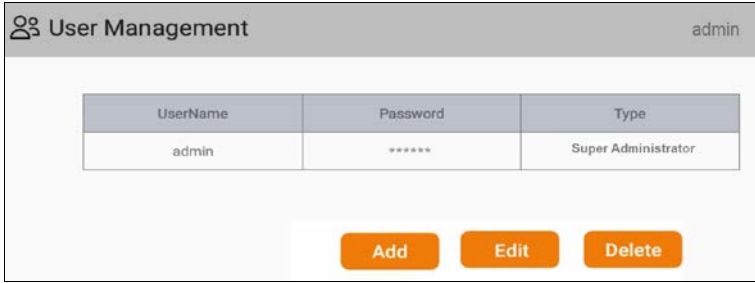 User Management admin
UserName Password Type
admin ****** Super Administrator
Add Edit Delete